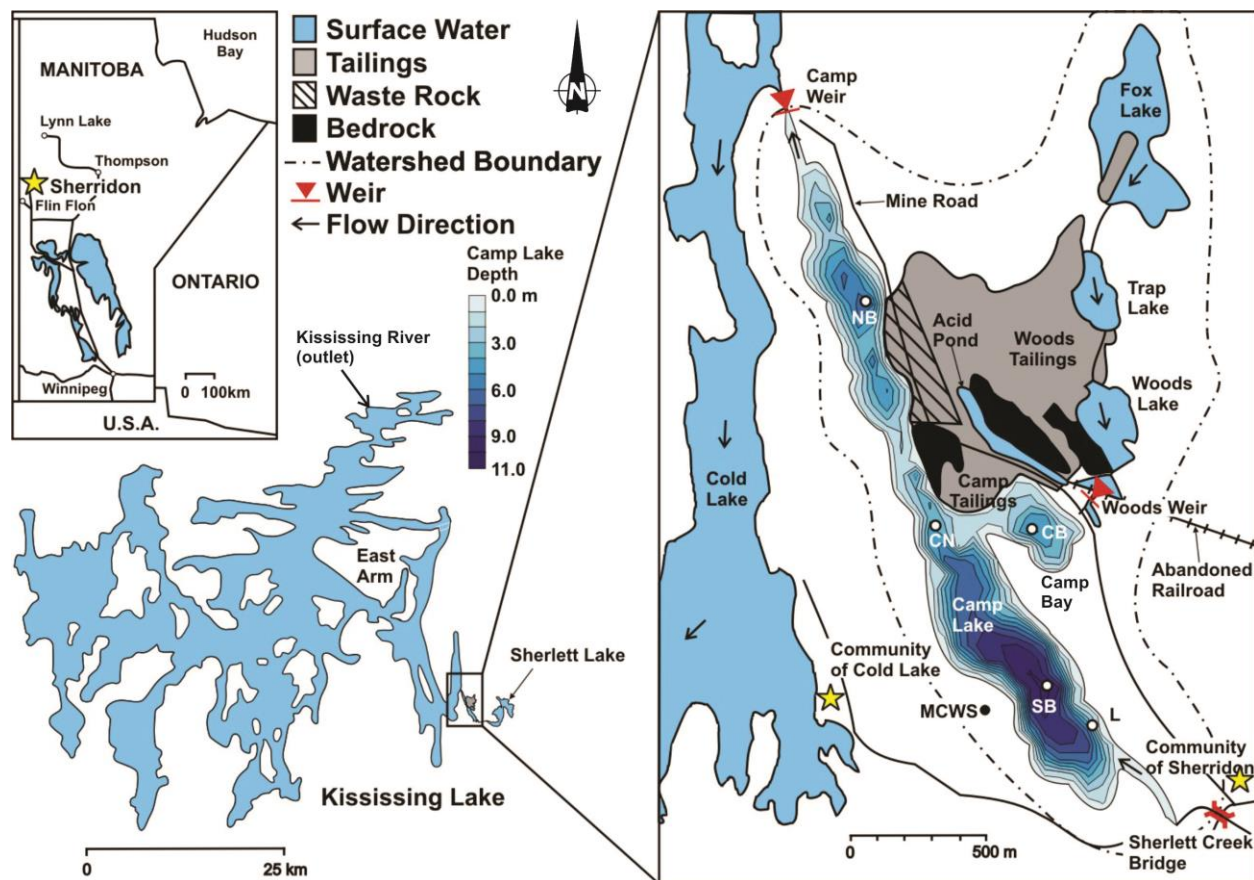 Hudson
Bay
MANITOBA
Lynn Lake
Thompson
Sherridon
Flin Flon
ONTARIO
Winnipeg
0 100km
U.S.A.
Surface Water
Tailings
Waste Rock
Bedrock
Watershed Boundary
Weir
Flow Direction
N
Camp Lake
Depth
0.0 m
3.0
6.0
9.0
11.0
Kississing River
(outlet)
East
Arm
Sherlett Lake
Kississing Lake
0 25 km
Camp
Weir
Fox
Lake
Mine Road
Trap
Lake
NB
Acid
Pond
Woods
Tailings
Woods
Lake
Cold
Lake
Camp
Tailings
Woods Weir
CN
CB
Abandoned
Railroad
Camp
Bay
Camp
Lake
Community
of Cold Lake
MCWS
SB
L
Community
of Sherridon
0 500 m
Sherlett Creek
Bridge